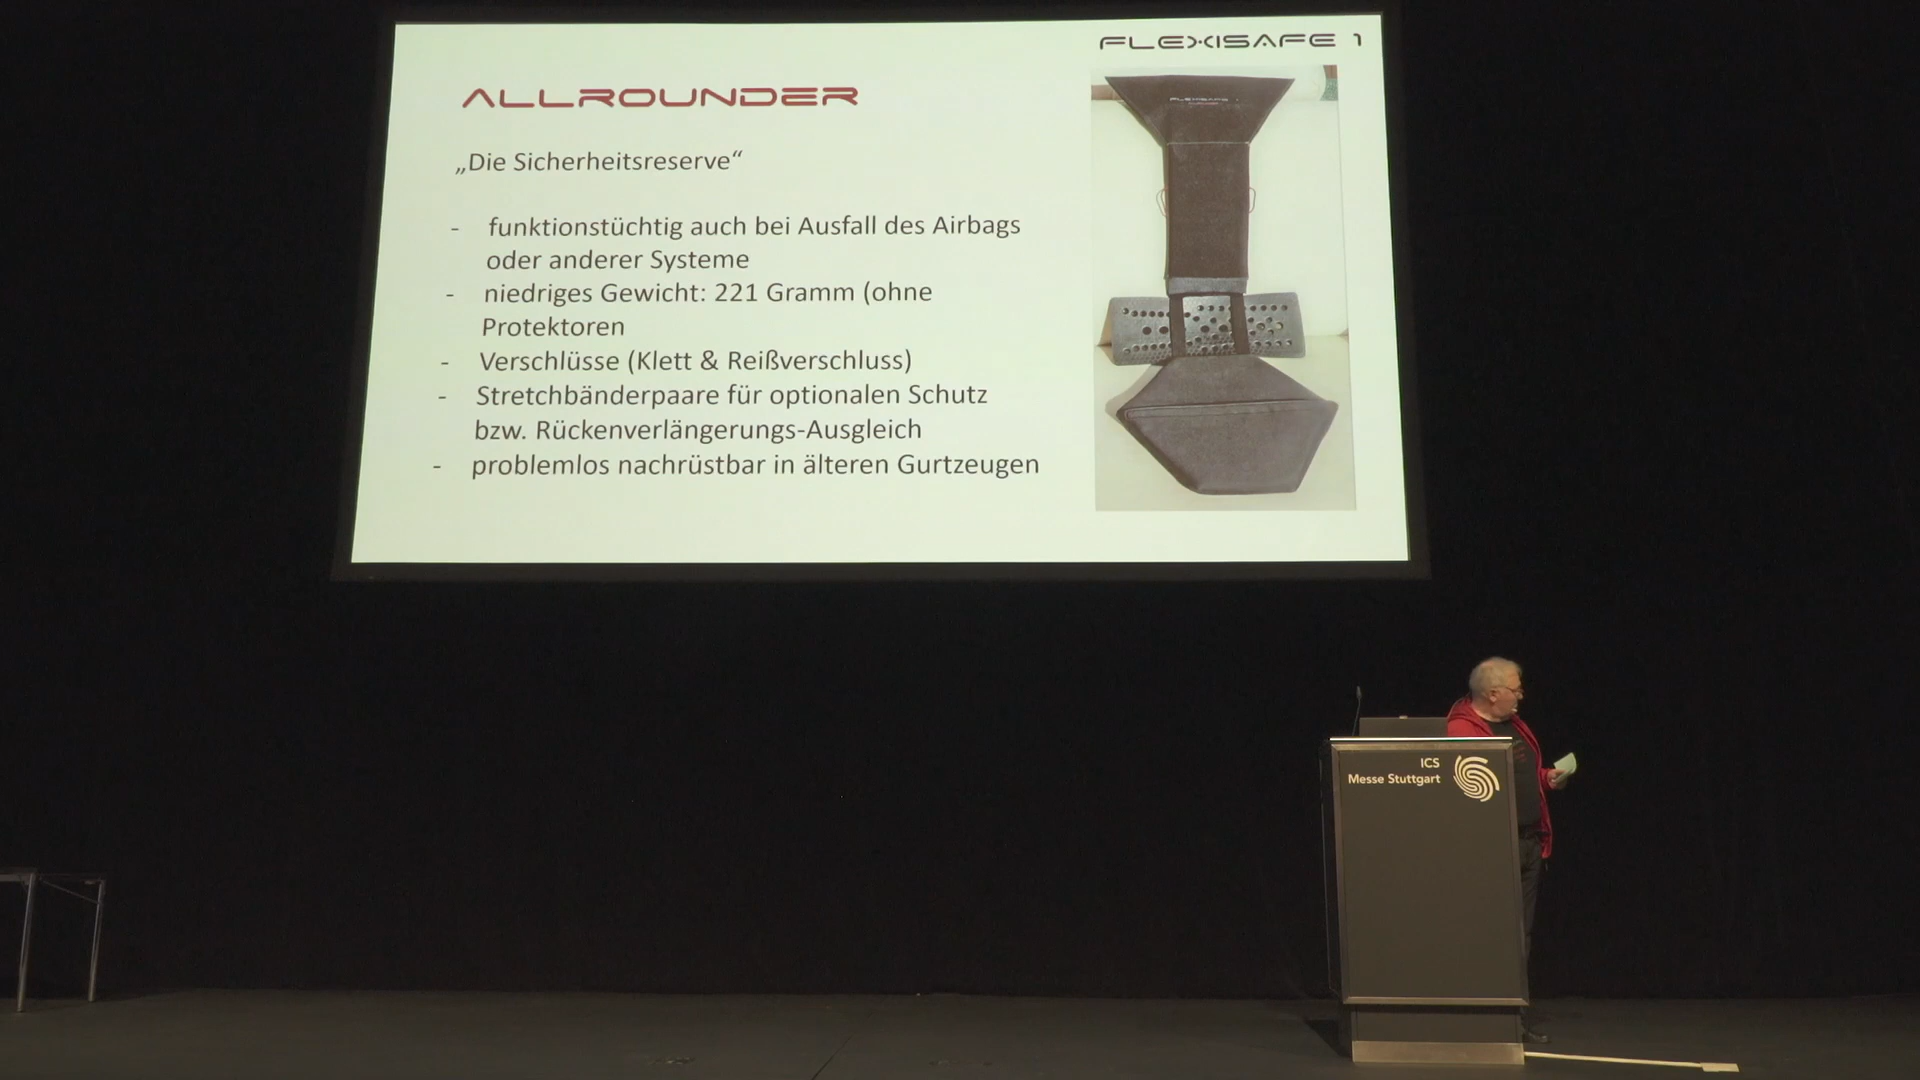 FLEXISAFE 1
ALLROUNDER
„Die Sicherheitsreserve“
- funktionstüchtig auch bei Ausfall des Airbags
oder anderer Systeme
- niedriges Gewicht: 221 Gramm (ohne
Protektoren
- Verschlüsse (Klett & Reißverschluss)
- Stretchbänderpaare für optionalen Schutz
bzw. Rückenverlängerungs-Ausgleich
- problemlos nachrüstbar in älteren Gurtzeugen
FLEXISAFE 1
ICS
Messe Stuttgart